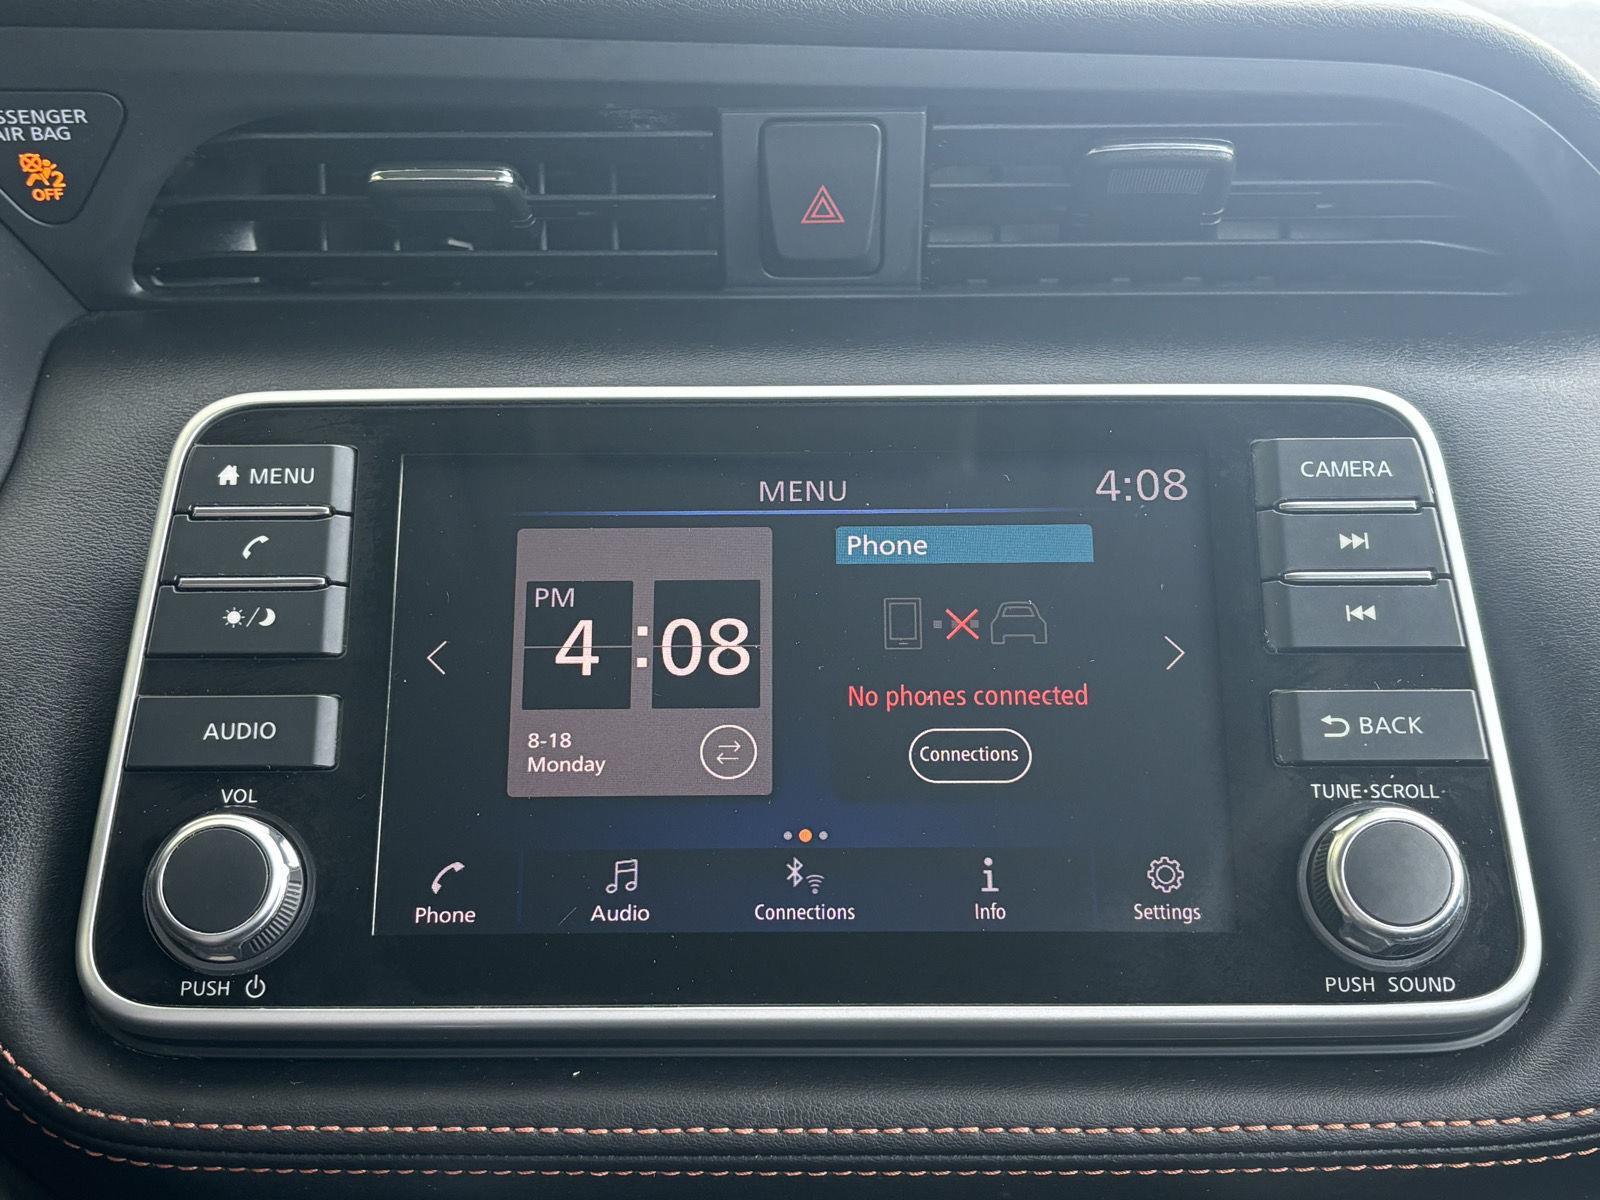 SSENGER
AIR BAG
2
OFF
MENU
AUDIO
VOL
PUSH
MENU
4:08
PM
4:08
8-18
Monday
Phone
No phones connected
Connections
Phone
Audio
Connections
Info
Settings
CAMERA
BACK
TUNE·SCROLL
PUSH SOUND